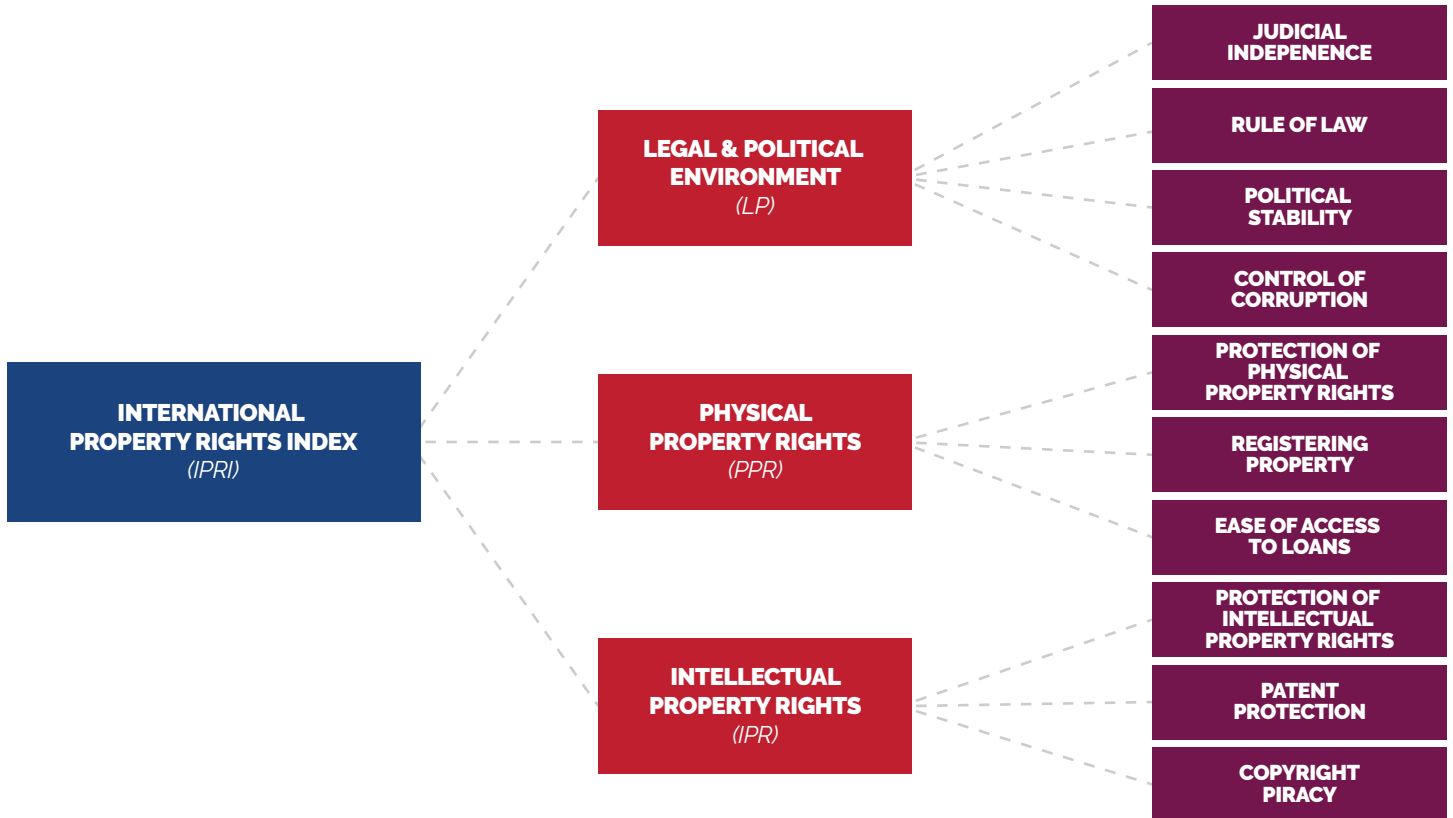 INTERNATIONAL
PROPERTY RIGHTS INDEX
(IPRI)
LEGAL & POLITICAL
ENVIRONMENT
(LP)
PHYSICAL
PROPERTY RIGHTS
(PPR)
INTELLECTUAL
PROPERTY RIGHTS
(IPR)
JUDICIAL
INDEPENENCE
RULE OF LAW
POLITICAL
STABILITY
CONTROL OF
CORRUPTION
PROTECTION OF
PHYSICAL
PROPERTY RIGHTS
REGISTERING
PROPERTY
EASE OF ACCESS
TO LOANS
PROTECTION OF
INTELLECTUAL
PROPERTY RIGHTS
PATENT
PROTECTION
COPYRIGHT
PIRACY